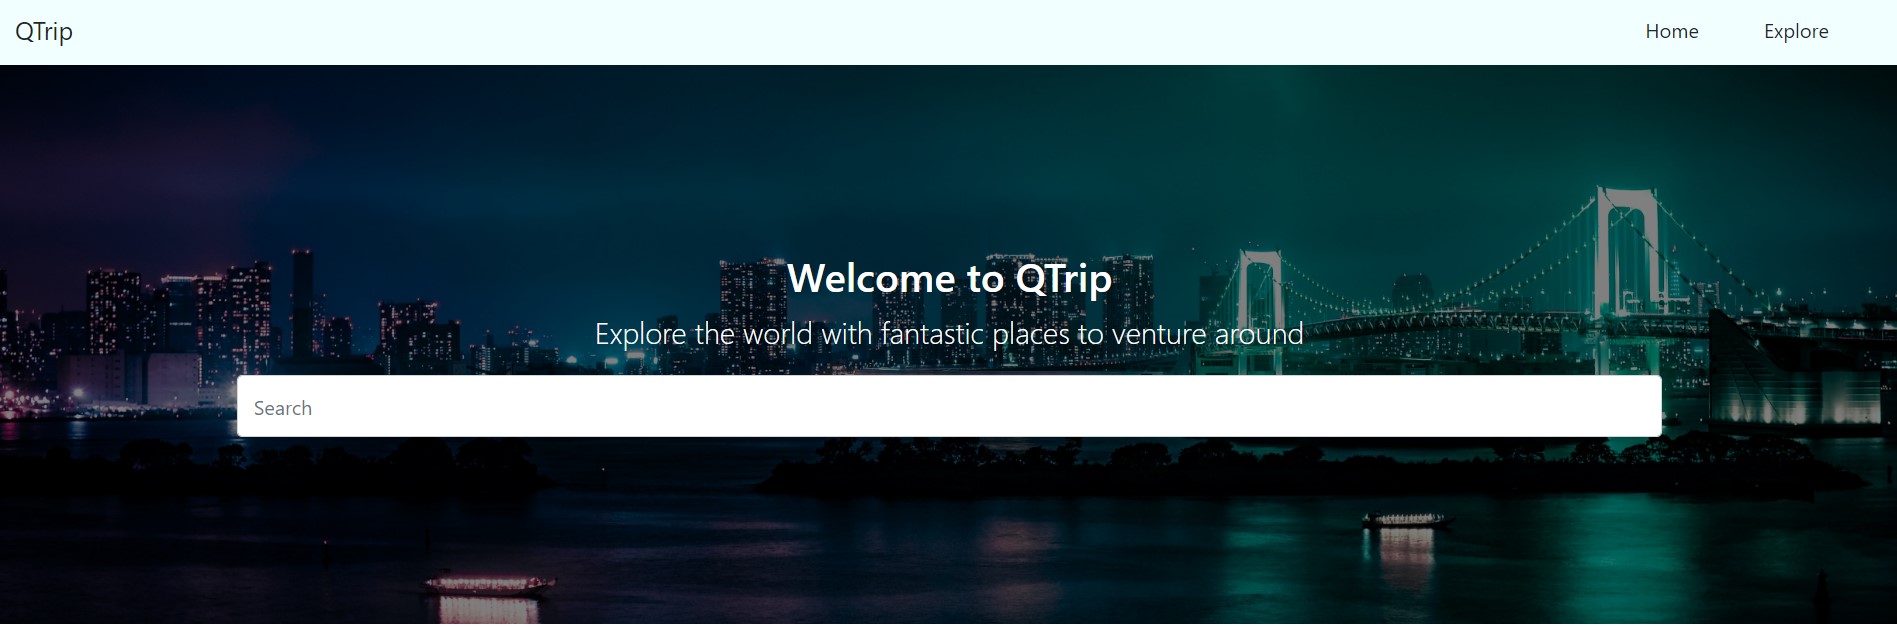 QTrip
Home
Explore
Welcome to QTrip
Explore the world with fantastic places to venture around
Search